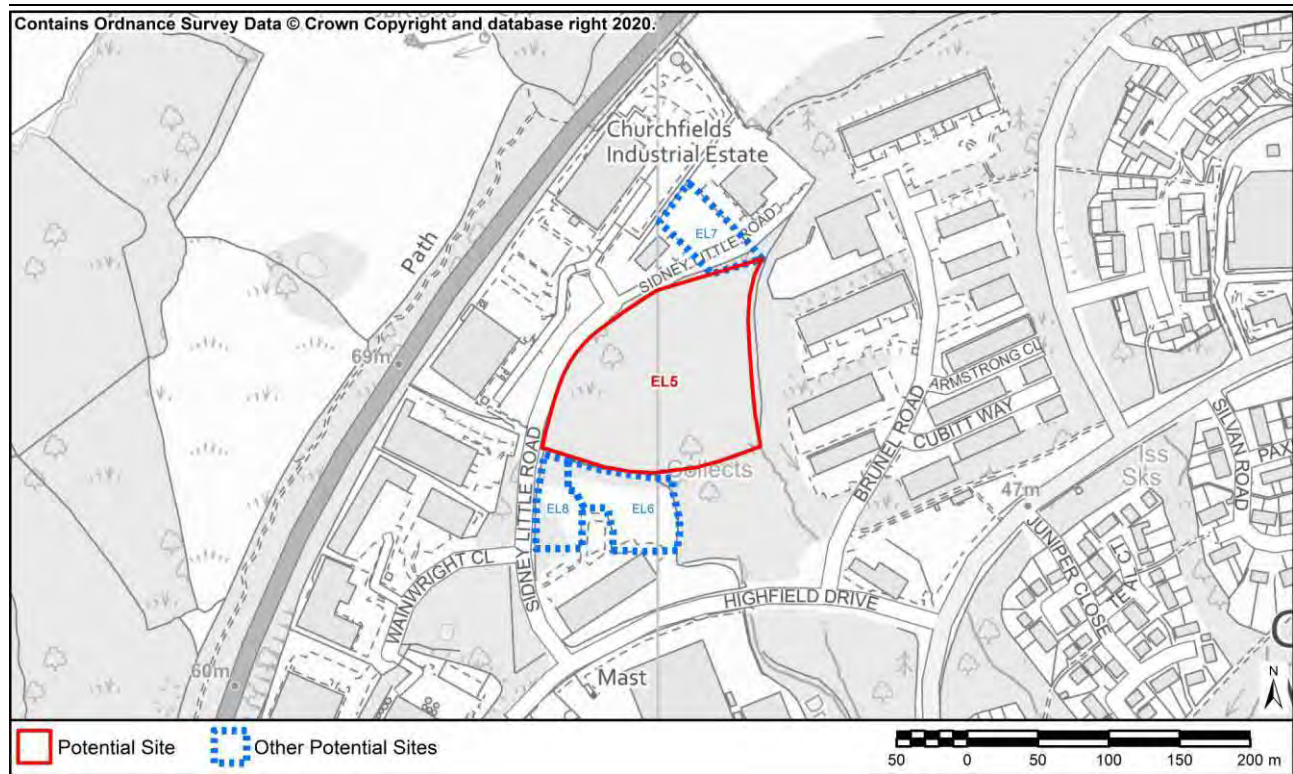 Contains Ordnance Survey Data © Crown Copyright and database right 2020.
Churchfields
Industrial Estate
Path
EL7
SIDNEY LITTLE ROAD
69m
EL5
ARMSTRONG CL
CUBITT WAY
BRUNEL ROAD
SILVAN ROAD
PAX
Collects
Iss
Sks
47m
SIDNEY LITTLE ROAD
EL8
EL6
WAINWRIGHT CL
HIGHFIELD DRIVE
JUNIPER CLOSE
60m
Mast
N
Potential Site
Other Potential Sites
50 0 50 100 150 200 m